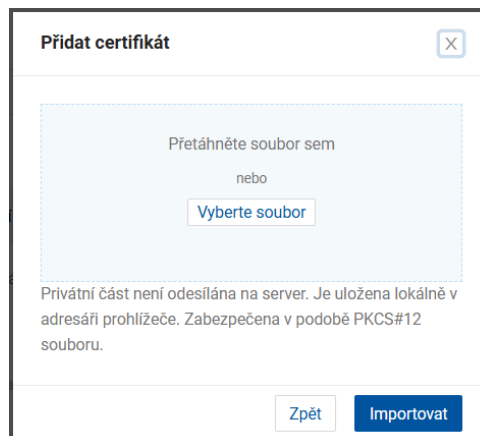 Přidat certifikát
X
Přetáhněte soubor sem
nebo
Vyberte soubor
Privátní část není odesílána na server. Je uložena lokálně v
adresáři prohlížeče. Zabezpečena v podobě PKCS#12
souboru.
Zpět
Importovat